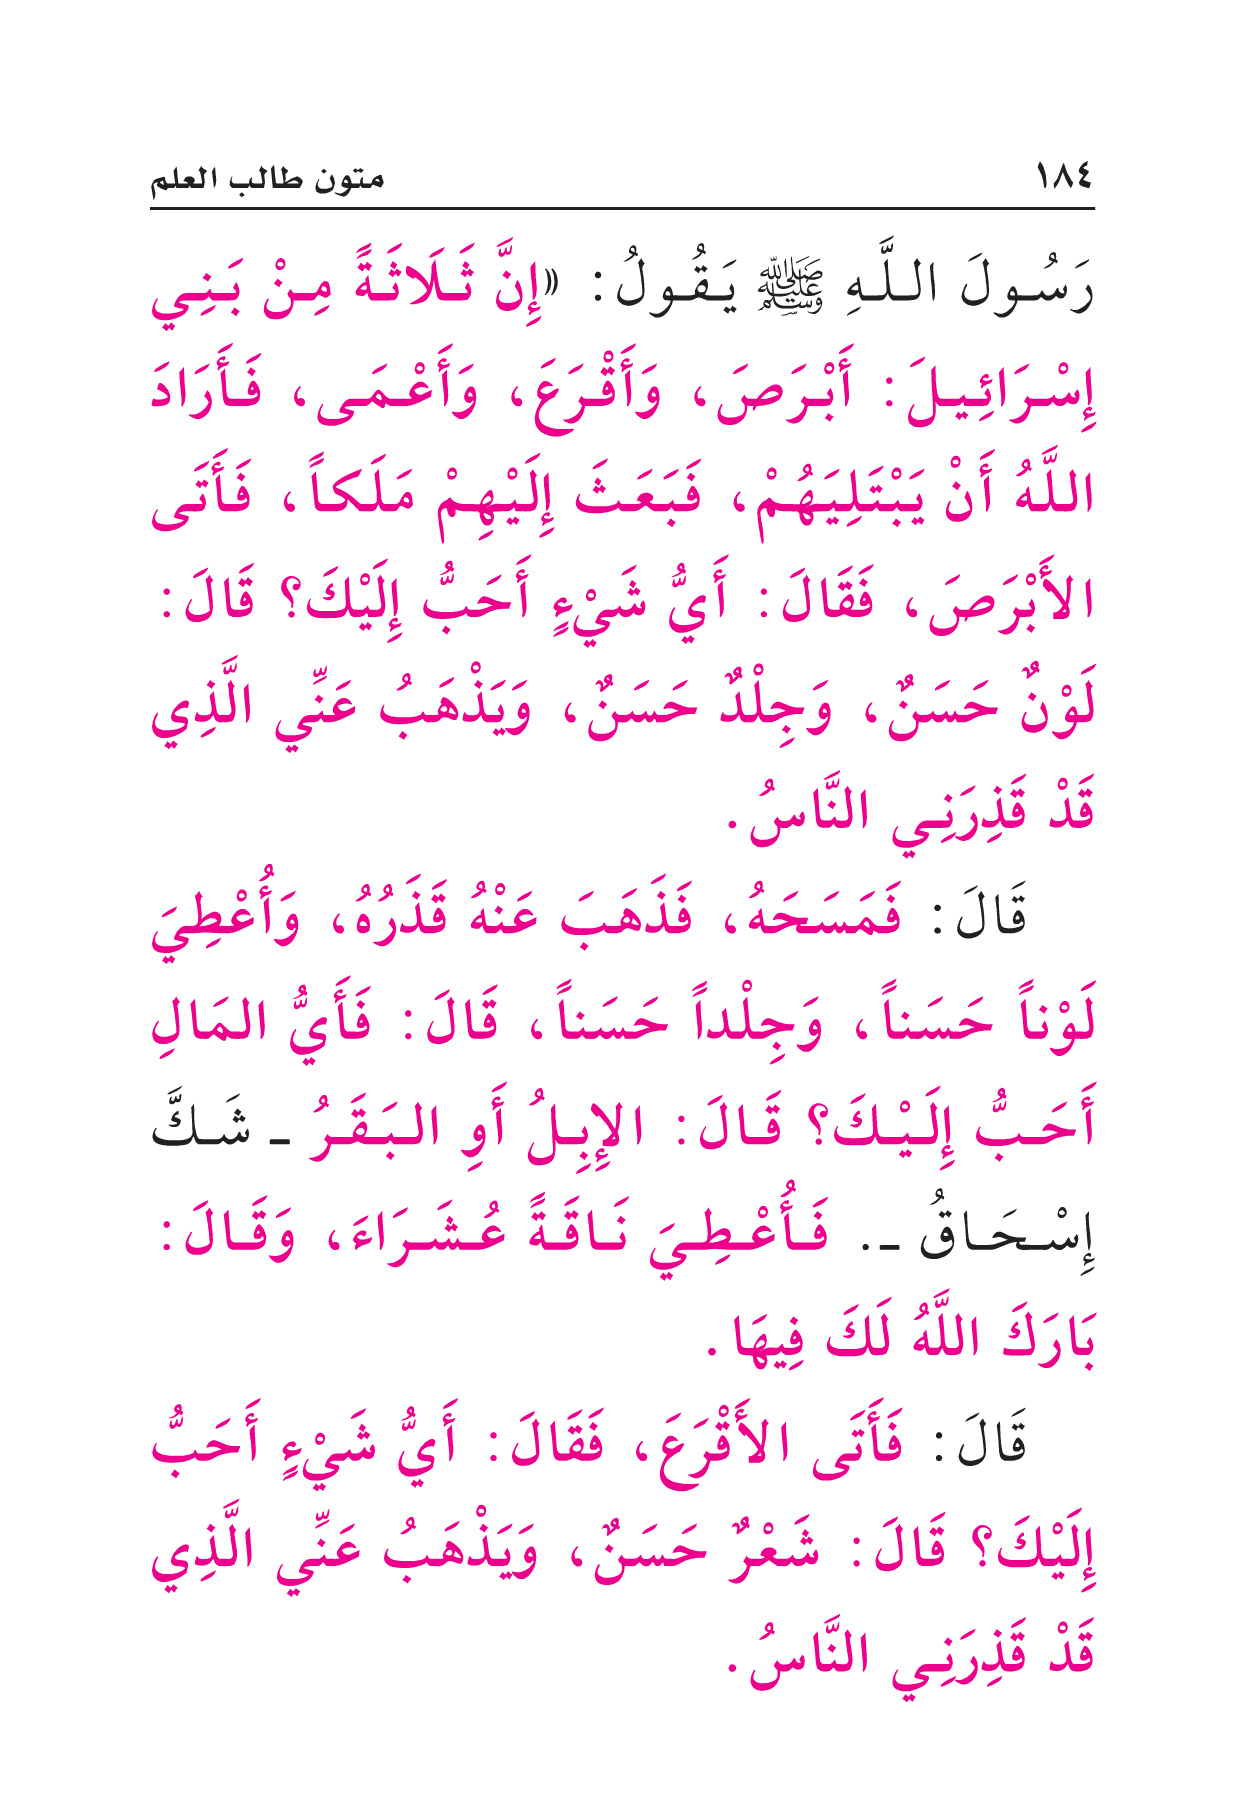 ١٨٤ متون طالب العلم
رَسُولَ اللَّهِ ﷺ يَقُولُ: «إِنَّ ثَلَاثَةً مِنْ بَنِي
إِسْرَائِيلَ: أَبْرَصَ، وَأَقْرَعَ، وَأَعْمَى، فَأَرَادَ
اللَّهُ أَنْ يَبْتَلِيَهُمْ، فَبَعَثَ إِلَيْهِمْ مَلَكاً، فَأَتَى
الأَبْرَصَ، فَقَالَ: أَيُّ شَيْءٍ أَحَبُّ إِلَيْكَ؟ قَالَ:
لَوْنٌ حَسَنٌ، وَجِلْدٌ حَسَنٌ، وَيَذْهَبُ عَنِّي الَّذِي
قَدْ قَذِرَنِي النَّاسُ.
قَالَ: فَمَسَحَهُ، فَذَهَبَ عَنْهُ قَذَرُهُ، وَأُعْطِيَ
لَوْناً حَسَناً، وَجِلْداً حَسَناً، قَالَ: فَأَيُّ المَالِ
أَحَبُّ إِلَيْكَ؟ قَالَ: الإِبِلُ أَوِ البَقَرُ ـ شَكَّ
إِسْحَاقُ ـ. فَأُعْطِيَ نَاقَةً عُشَرَاءَ، وَقَالَ:
بَارَكَ اللَّهُ لَكَ فِيهَا.
قَالَ: فَأَتَى الأَقْرَعَ، فَقَالَ: أَيُّ شَيْءٍ أَحَبُّ
إِلَيْكَ؟ قَالَ: شَعْرٌ حَسَنٌ، وَيَذْهَبُ عَنِّي الَّذِي
قَدْ قَذِرَنِي النَّاسُ.